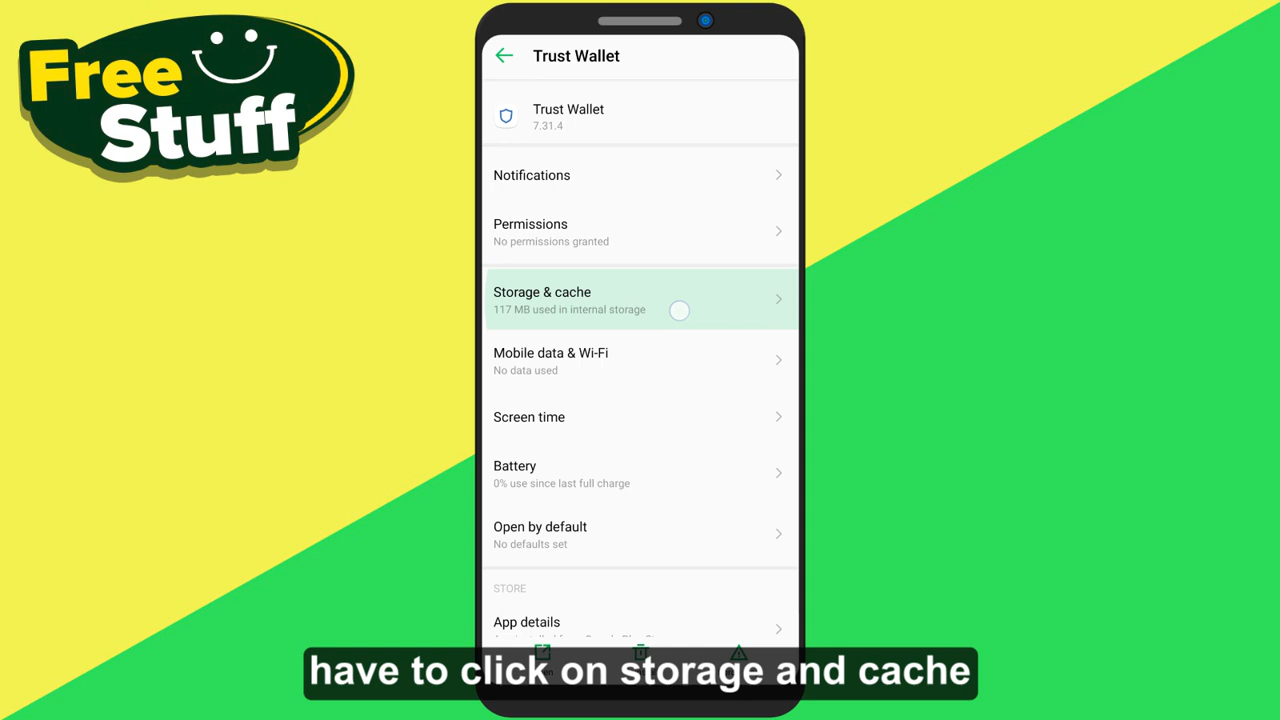 Free
Stuff
Trust Wallet
Trust Wallet
7.31.4
Notifications
Permissions
No permissions granted
Storage & cache
117 MB used in internal storage
Mobile data & Wi-Fi
No data used
Screen time
Battery
0% use since last full charge
Open by default
No defaults set
STORE
App details
have to click on storage and cache